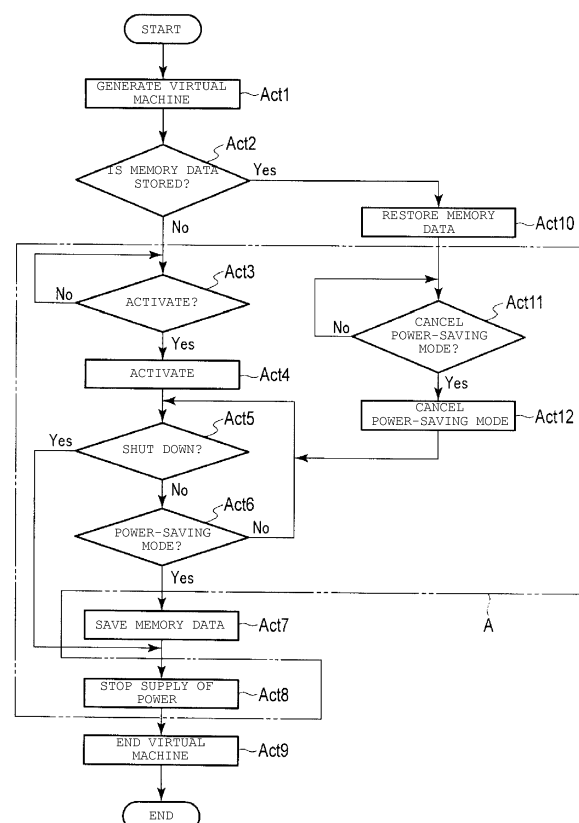 START
GENERATE VIRTUAL
MACHINE
Act1
IS MEMORY DATA
STORED?
Act2
Yes
No
RESTORE MEMORY
DATA
Act10
ACTIVATE?
Act3
No
Yes
CANCEL
POWER-SAVING
MODE?
Act11
No
Yes
ACTIVATE
Act4
CANCEL
POWER-SAVING MODE
Act12
SHUT DOWN?
Act5
Yes
No
POWER-SAVING
MODE?
Act6
No
Yes
SAVE MEMORY DATA
Act7
A
STOP SUPPLY OF
POWER
Act8
END VIRTUAL
MACHINE
Act9
END